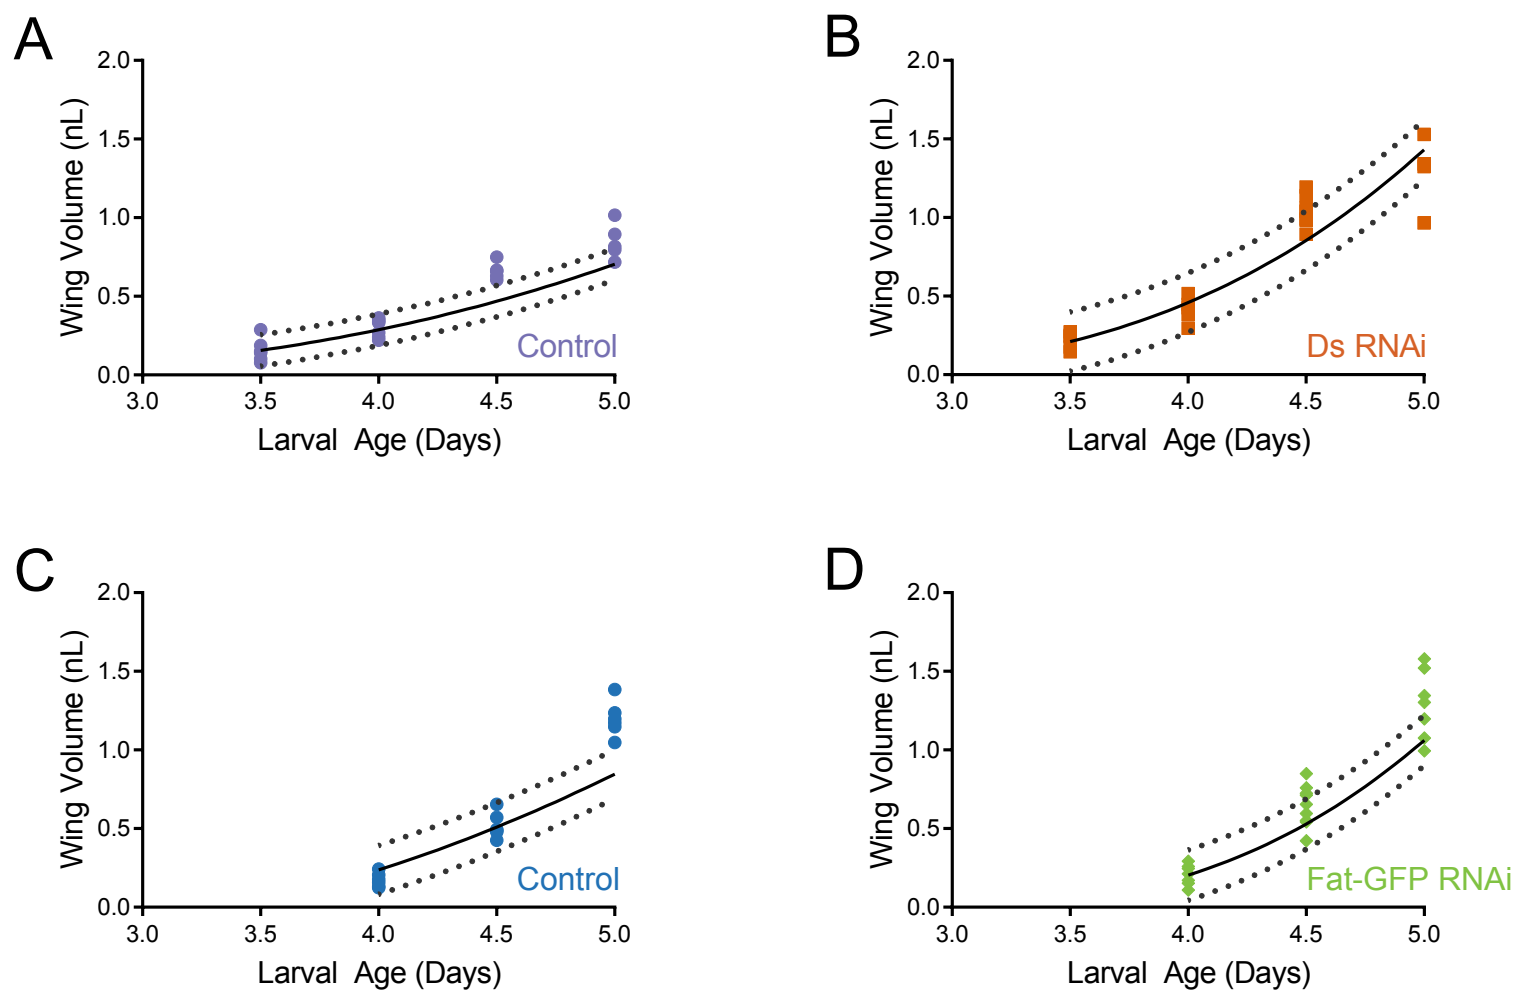 A
2.0
1.5
1.0
0.5
0.0
3.0 3.5 4.0 4.5 5.0
Wing Volume (nL)
Larval Age (Days)
Control
B
2.0
1.5
1.0
0.5
0.0
3.0 3.5 4.0 4.5 5.0
Wing Volume (nL)
Larval Age (Days)
Ds RNAi
C
2.0
1.5
1.0
0.5
0.0
3.0 3.5 4.0 4.5 5.0
Wing Volume (nL)
Larval Age (Days)
Control
D
2.0
1.5
1.0
0.5
0.0
3.0 3.5 4.0 4.5 5.0
Wing Volume (nL)
Larval Age (Days)
Fat-GFP RNAi